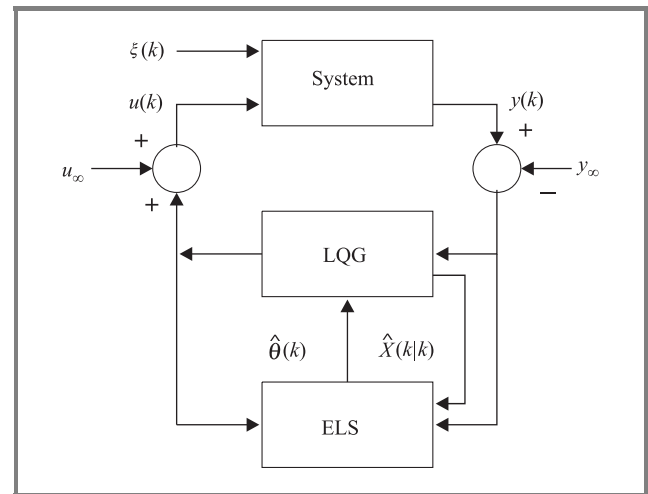 ξ(k)
System
u(k)
y(k)
+
+
u∞
y∞
+
−
LQG
θ̂(k)
X̂(k|k)
ELS